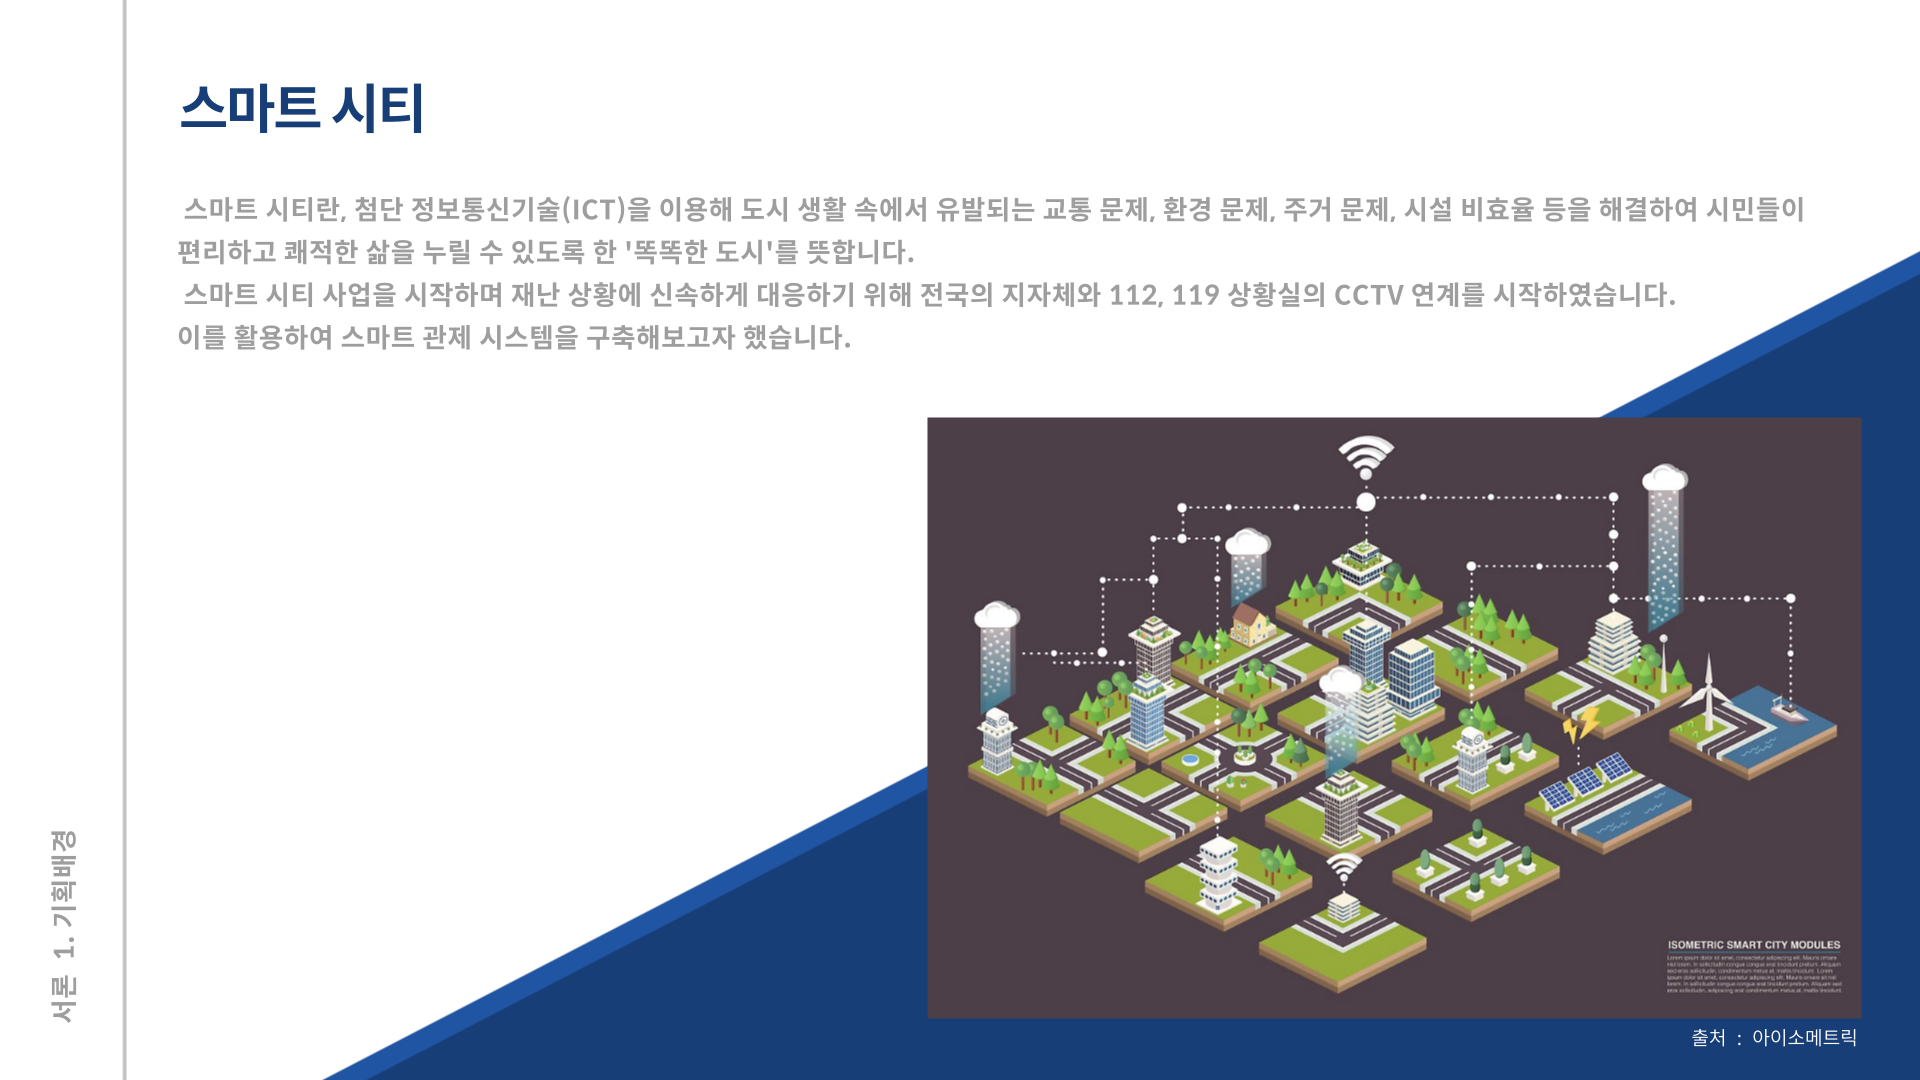 스마트 시티
스마트 시티란, 첨단 정보통신기술(ICT)을 이용해 도시 생활 속에서 유발되는 교통 문제, 환경 문제, 주거 문제, 시설 비효율 등을 해결하여 시민들이
편리하고 쾌적한 삶을 누릴 수 있도록 한 '똑똑한 도시'를 뜻합니다.
스마트 시티 사업을 시작하며 재난 상황에 신속하게 대응하기 위해 전국의 지자체와 112, 119 상황실의 CCTV 연계를 시작하였습니다.
이를 활용하여 스마트 관제 시스템을 구축해보고자 했습니다.
서론 1. 기획배경
ISOMETRIC SMART CITY MODULES
출처 : 아이소메트릭